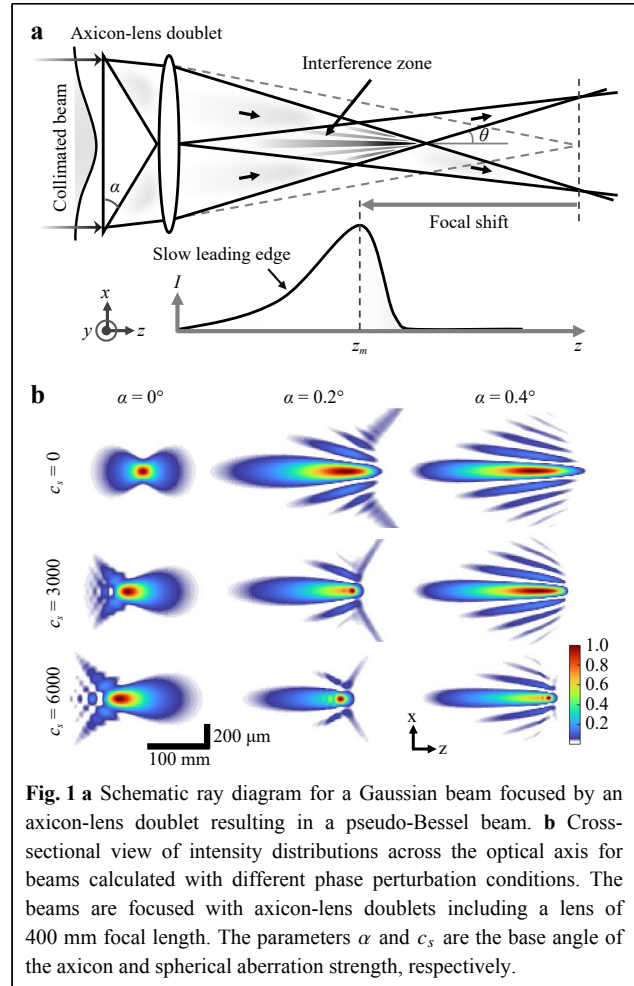 a
Axicon-lens doublet
Interference zone
Collimated beam
α
θ
Focal shift
Slow leading edge
I
x
y
z
z_m
z
b
α = 0°
α = 0.2°
α = 0.4°
c_s = 0
c_s = 3000
c_s = 6000
1.0
0.8
0.6
0.4
0.2
200 μm
100 mm
x
z
Fig. 1 a Schematic ray diagram for a Gaussian beam focused by an
axicon-lens doublet resulting in a pseudo-Bessel beam. b Cross-
sectional view of intensity distributions across the optical axis for
beams calculated with different phase perturbation conditions. The
beams are focused with axicon-lens doublets including a lens of
400 mm focal length. The parameters α and c_s are the base angle of
the axicon and spherical aberration strength, respectively.